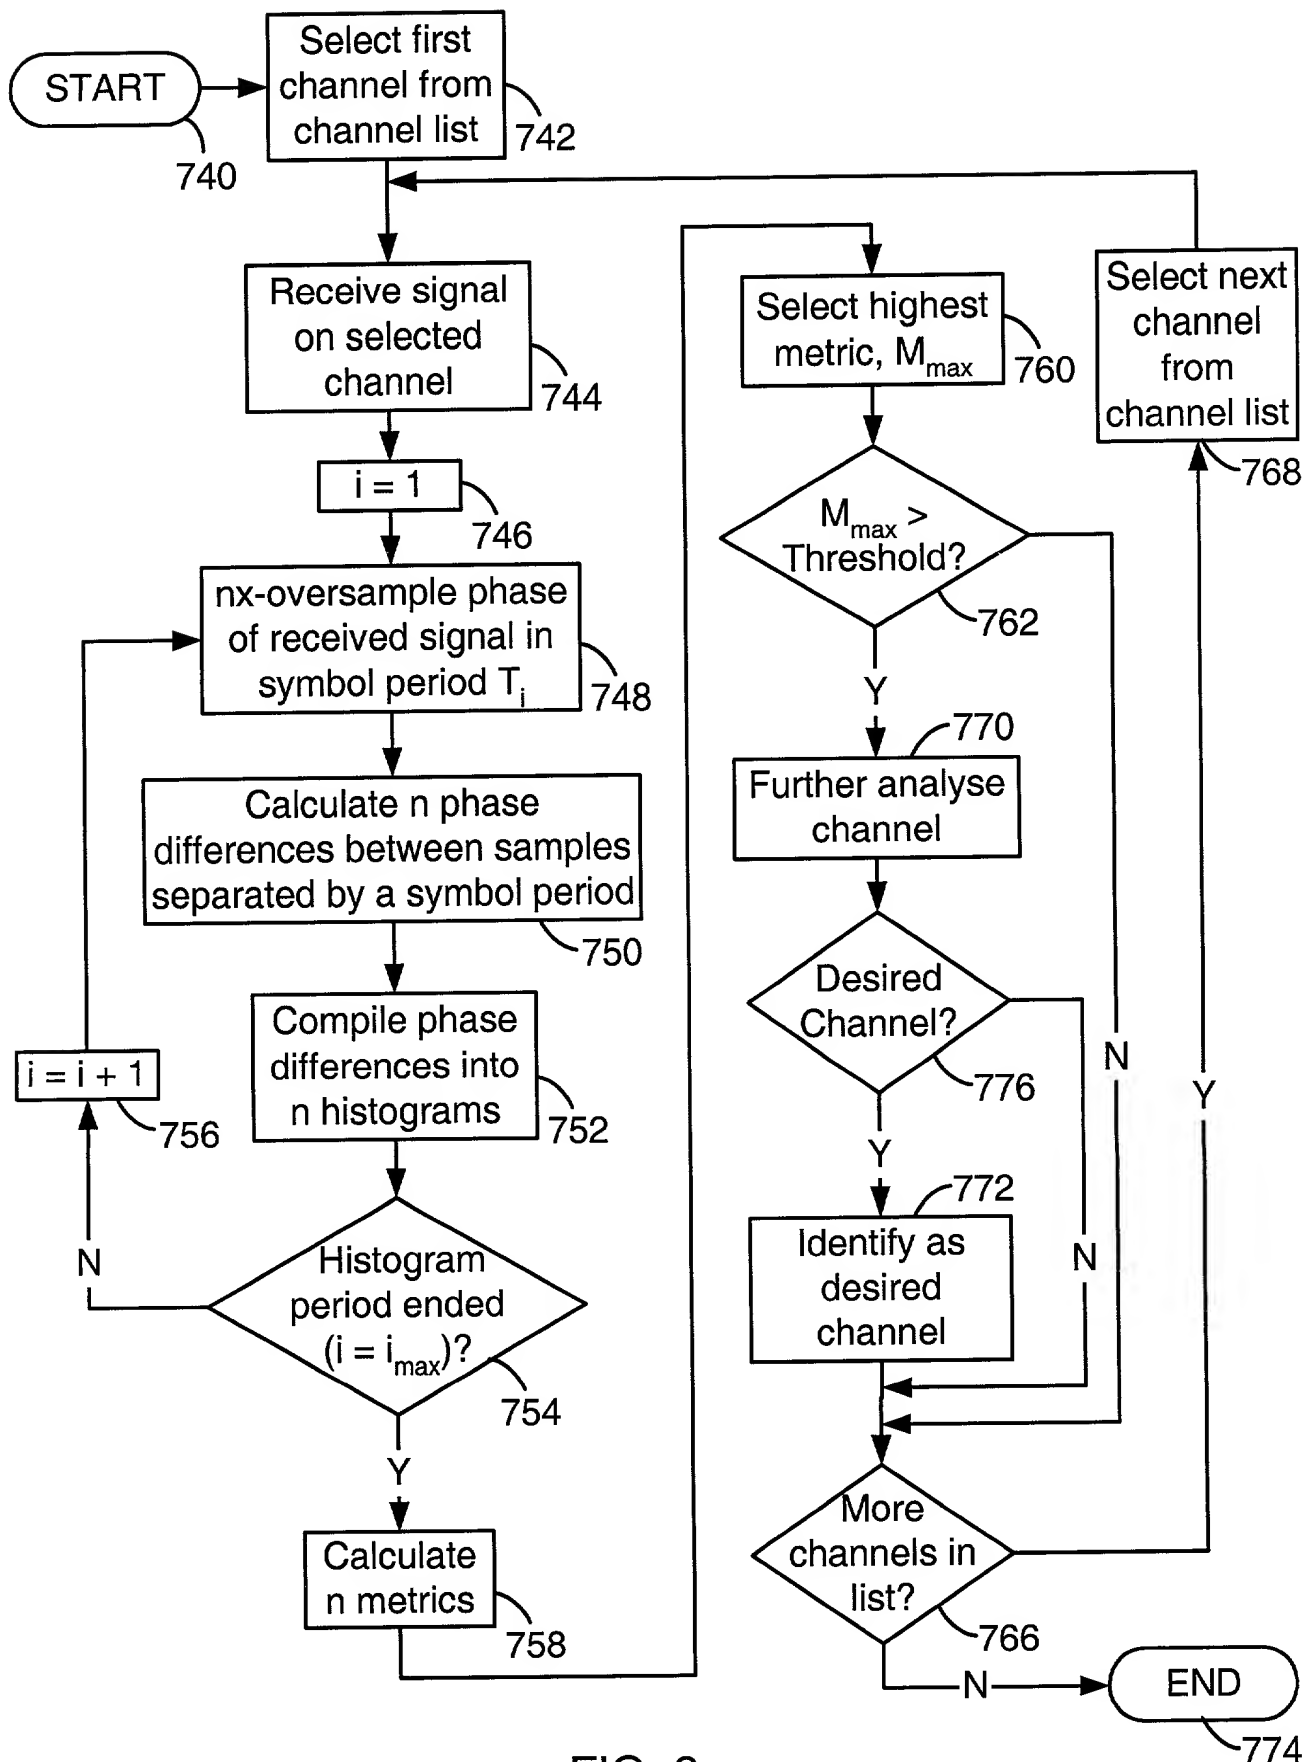 START
740
Select first
channel from
channel list
742
Receive signal
on selected
channel
744
i = 1
746
nx-oversample phase
of received signal in
symbol period Ti
748
Calculate n phase
differences between samples
separated by a symbol period
750
Compile phase
differences into
n histograms
752
i = i + 1
756
N
Histogram
period ended
(i = imax)?
754
Y
Calculate
n metrics
758
Select highest
metric, Mmax
760
Mmax >
Threshold?
762
Y
N
770
Further analyse
channel
Desired
Channel?
776
Y
N
772
Identify as
desired
channel
More
channels in
list?
766
Y
Select next
channel
from
channel list
768
N
END
774